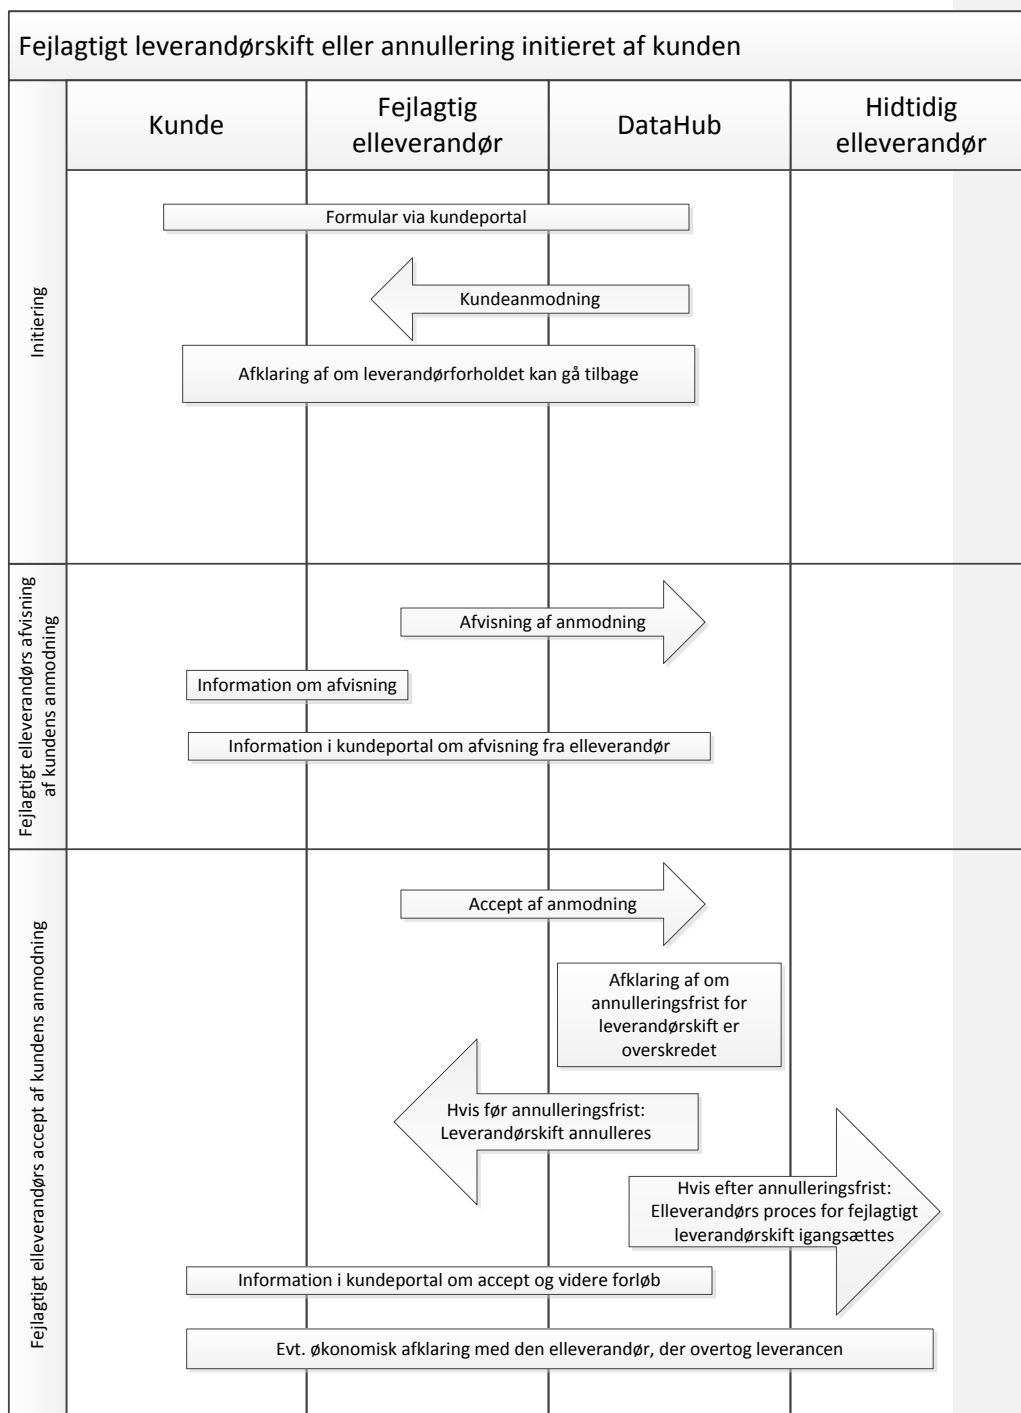 Fejlagtigt leverandørskift eller annullering initieret af kunden
Kunde
Fejlagtig
elleverandør
DataHub
Hidtidig
elleverandør
Initiering
Formular via kundeportal
Kundeanmodning
Afklaring af om leverandørforholdet kan gå tilbage
Fejlagtigt elleverandørs afvisning
af kundens anmodning
Afvisning af anmodning
Information om afvisning
Information i kundeportal om afvisning fra elleverandør
Fejlagtigt elleverandørs accept af kundens anmodning
Accept af anmodning
Afklaring af om
annulleringsfrist for
leverandørskift er
overskredet
Hvis før annulleringsfrist:
Leverandørskift annulleres
Hvis efter annulleringsfrist:
Elleverandørs proces for fejlagtigt
leverandørskift igangsættes
Information i kundeportal om accept og videre forløb
Evt. økonomisk afklaring med den elleverandør, der overtog leverancen